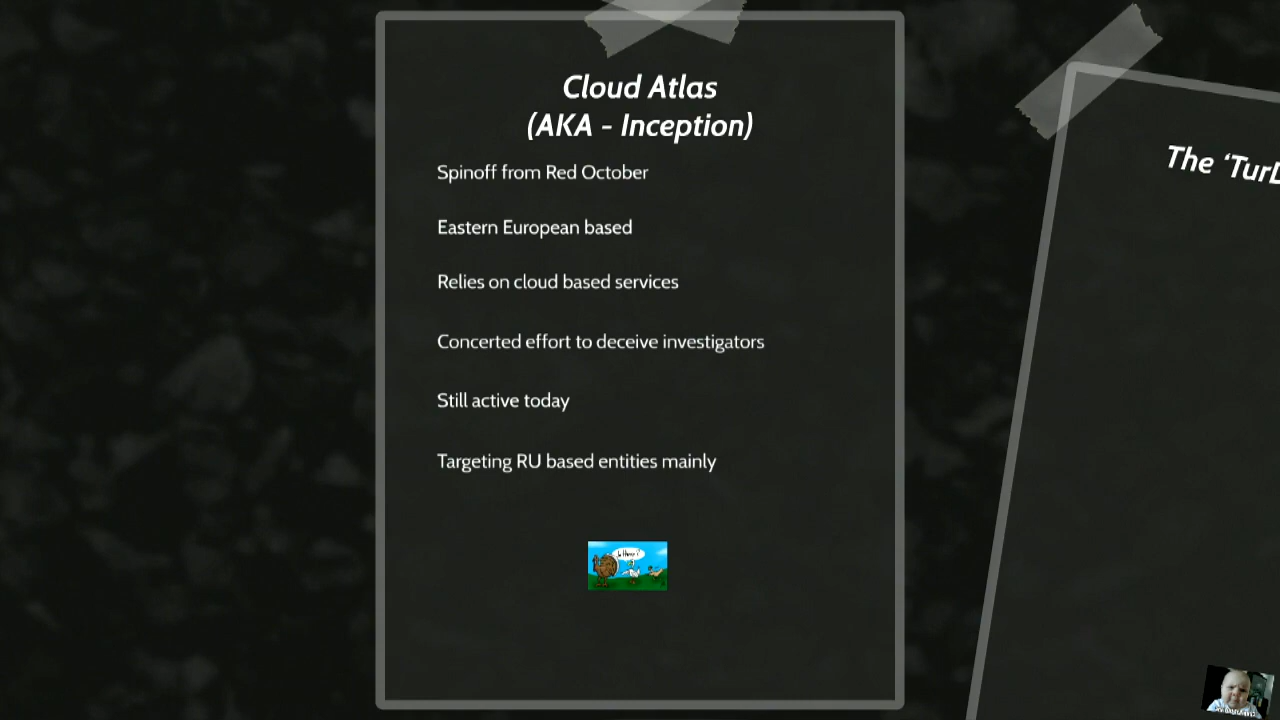 Cloud Atlas
(AKA - Inception)
Spinoff from Red October
Eastern European based
Relies on cloud based services
Concerted effort to deceive investigators
Still active today
Targeting RU based entities mainly
The